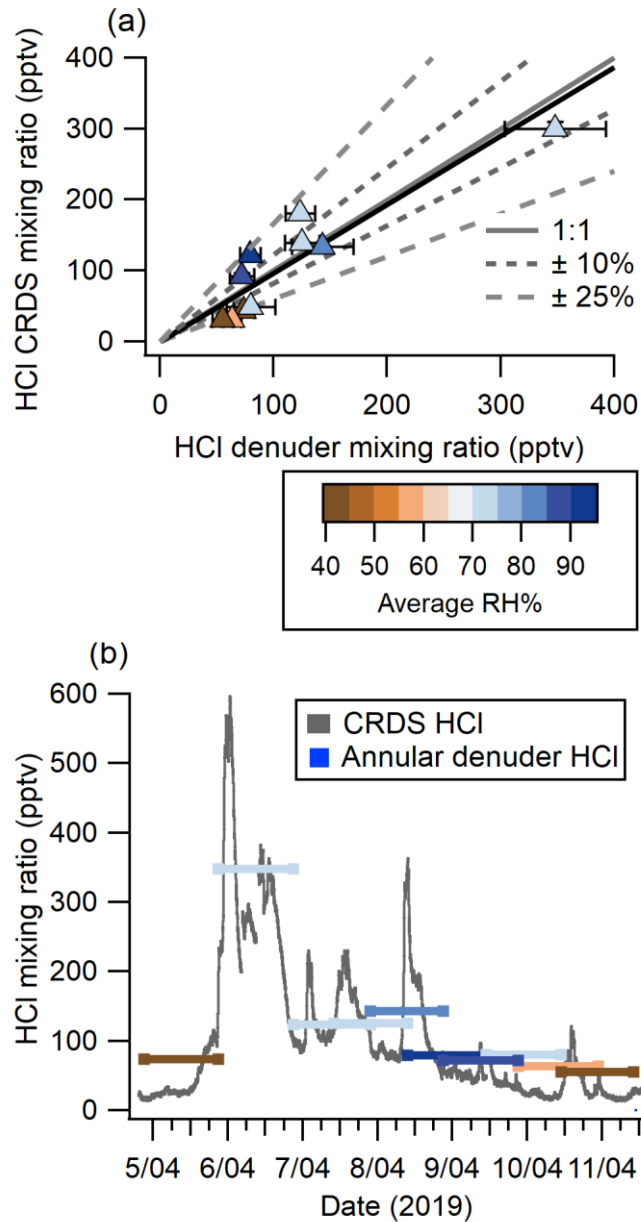 (a)
HCl CRDS mixing ratio (pptv)
400
300
200
100
0
1:1
± 10%
± 25%
0 100 200 300 400
HCl denuder mixing ratio (pptv)
40 50 60 70 80 90
Average RH%
(b)
HCl mixing ratio (pptv)
600
500
400
300
200
100
0
CRDS HCl
Annular denuder HCl
5/04 6/04 7/04 8/04 9/04 10/04 11/04
Date (2019)